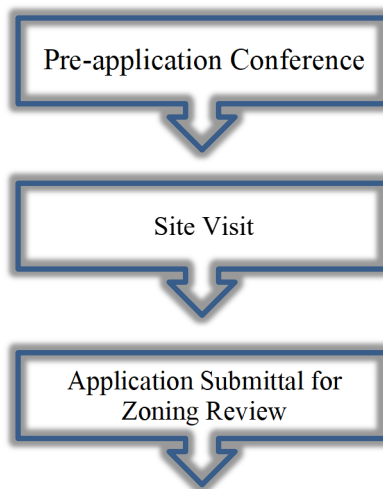 Pre-application Conference
Site Visit
Application Submittal for
Zoning Review